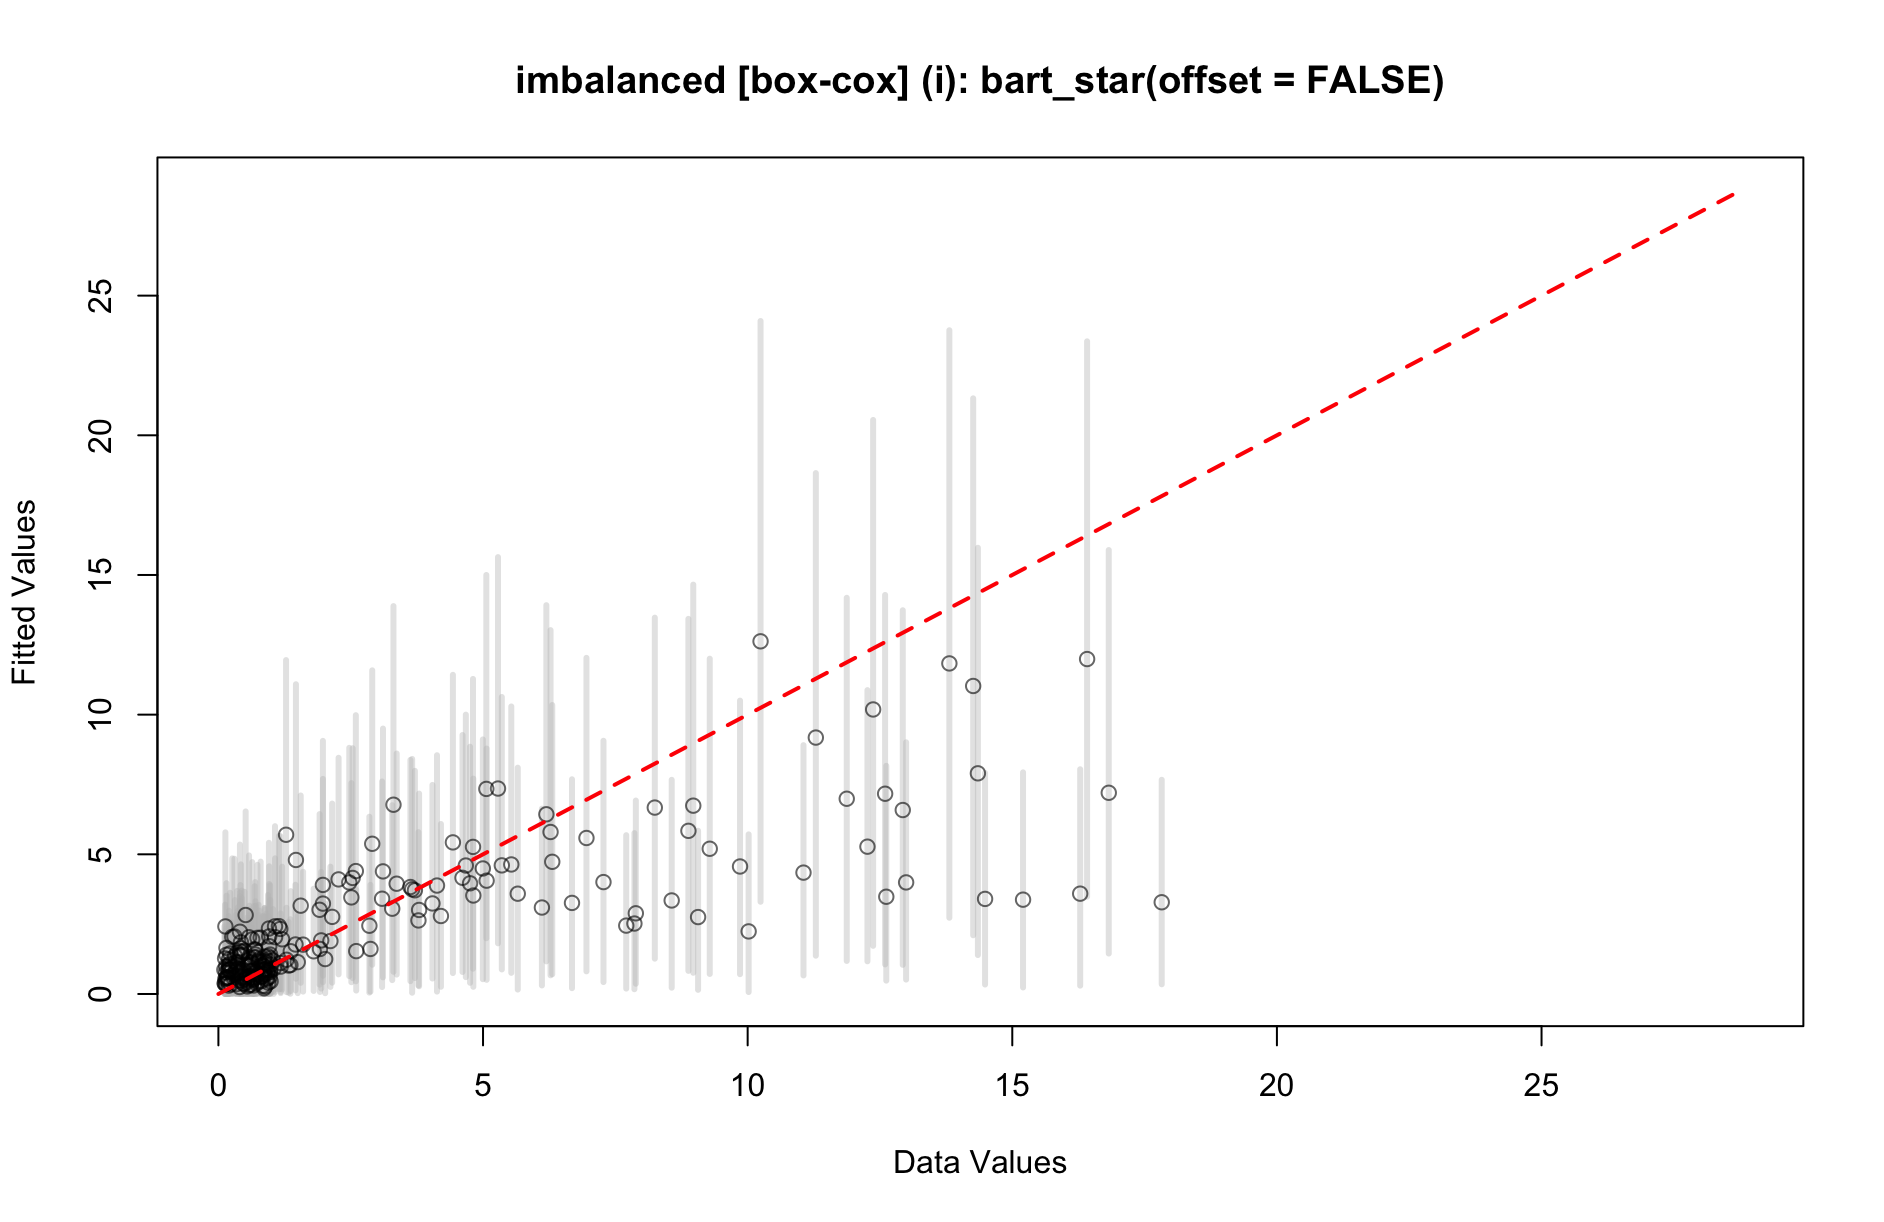 imbalanced [box-cox] (i): bart_star(offset = FALSE)
Fitted Values
25
20
15
10
5
0
0 5 10 15 20 25
Data Values